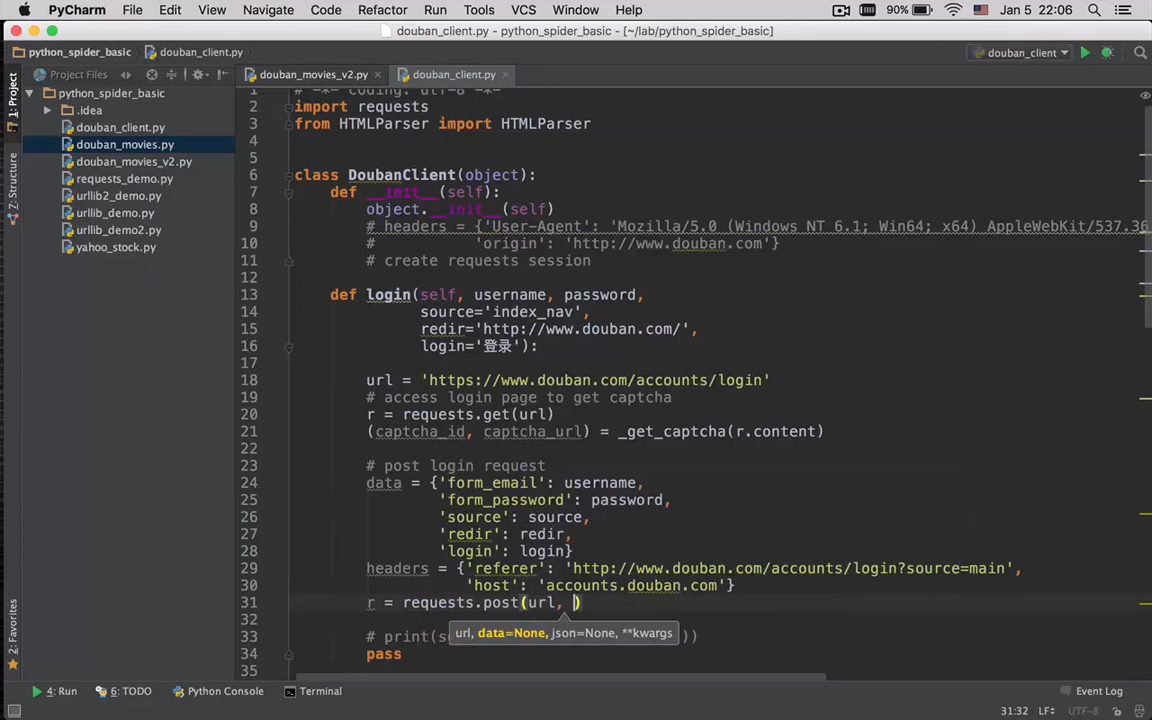 PyCharm File Edit View Navigate Code Refactor Run Tools VCS Window Help 90% Jan 5 22:06
douban_client.py - python_spider_basic - [~/lab/python_spider_basic]
python_spider_basic douban_client.py douban_client
1: Project
Project Files
douban_movies_v2.py × douban_client.py ×
python_spider_basic
.idea
douban_client.py
douban_movies.py
douban_movies_v2.py
requests_demo.py
urllib2_demo.py
urllib_demo.py
urllib_demo2.py
yahoo_stock.py
Z: Structure
2: Favorites
1 # -*- coding: utf-8 -*-
2 import requests
3 from HTMLParser import HTMLParser
4
5
6 class DoubanClient(object):
7 def __init__(self):
8 object.__init__(self)
9 # headers = {'User-Agent': 'Mozilla/5.0 (Windows NT 6.1; Win64; x64) AppleWebKit/537.36
10 # 'origin': 'http://www.douban.com'}
11 # create requests session
12
13 def login(self, username, password,
14 source='index_nav',
15 redir='http://www.douban.com/',
16 login='登录'):
17
18 url = 'https://www.douban.com/accounts/login'
19 # access login page to get captcha
20 r = requests.get(url)
21 (captcha_id, captcha_url) = _get_captcha(r.content)
22
23 # post login request
24 data = {'form_email': username,
25 'form_password': password,
26 'source': source,
27 'redir': redir,
28 'login': login}
29 headers = {'referer': 'http://www.douban.com/accounts/login?source=main',
30 'host': 'accounts.douban.com'}
31 r = requests.post(url, )
32
url, data=None, json=None, **kwargs
33 # print(s ))
34 pass
35
4: Run 6: TODO Python Console Terminal Event Log
31:32 LF UTF-8